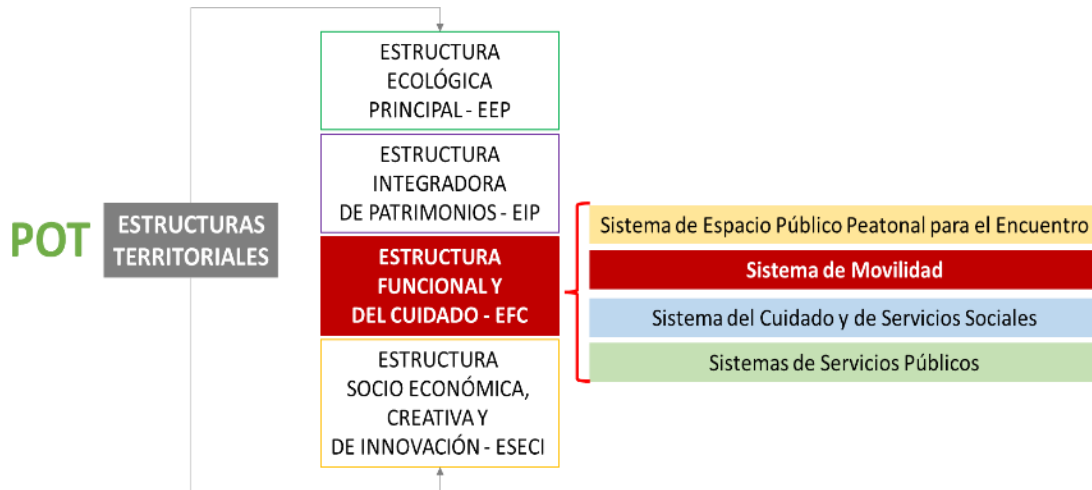 POT
ESTRUCTURAS
TERRITORIALES
ESTRUCTURA
ECOLÓGICA
PRINCIPAL - EEP
ESTRUCTURA
INTEGRADORA
DE PATRIMONIOS - EIP
ESTRUCTURA
FUNCIONAL Y
DEL CUIDADO - EFC
ESTRUCTURA
SOCIO ECONÓMICA,
CREATIVA Y
DE INNOVACIÓN - ESECI
Sistema de Espacio Público Peatonal para el Encuentro
Sistema de Movilidad
Sistema del Cuidado y de Servicios Sociales
Sistemas de Servicios Públicos